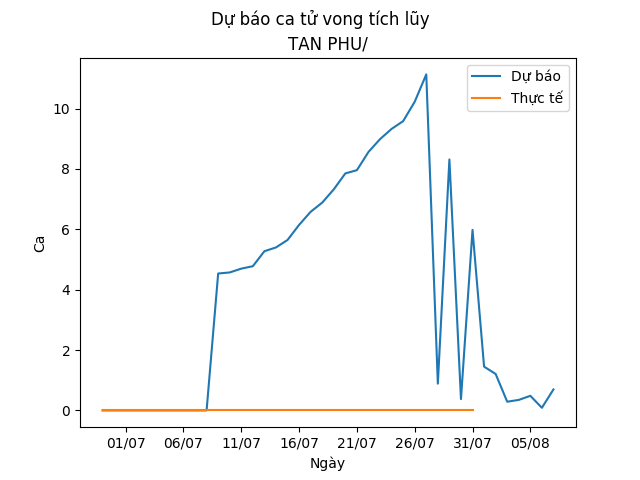 Dự báo ca tử vong tích lũy
TAN PHU/
Dự báo
Thực tế
Ca
10
8
6
4
2
0
01/07 06/07 11/07 16/07 21/07 26/07 31/07 05/08
Ngày